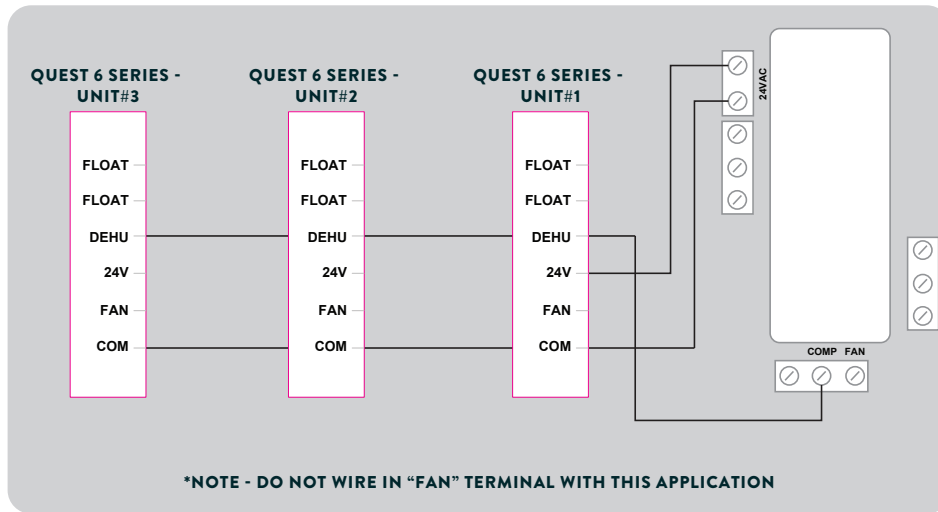 QUEST 6 SERIES -
UNIT#3
QUEST 6 SERIES -
UNIT#2
QUEST 6 SERIES -
UNIT#1
24VAC
FLOAT
FLOAT
DEHU
24V
FAN
COM
FLOAT
FLOAT
DEHU
24V
FAN
COM
FLOAT
FLOAT
DEHU
24V
FAN
COM
COMP FAN
*NOTE - DO NOT WIRE IN “FAN” TERMINAL WITH THIS APPLICATION